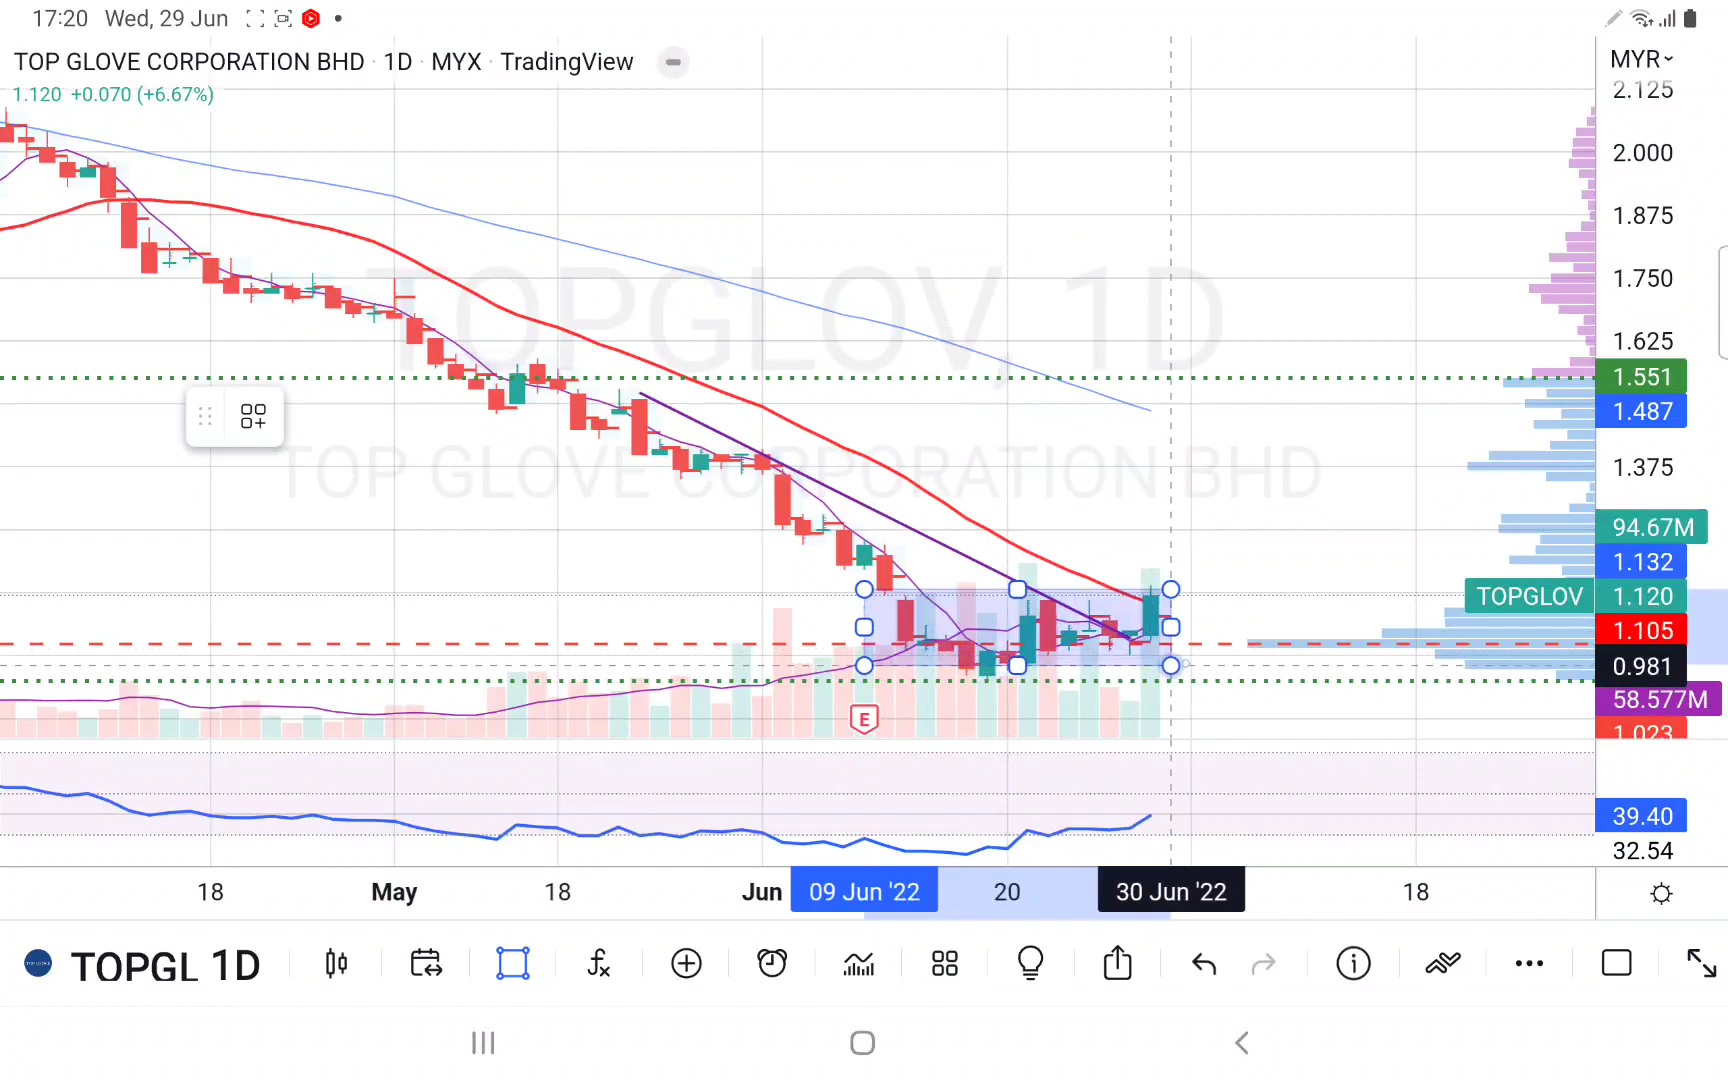 17:20 Wed, 29 Jun
TOP GLOVE CORPORATION BHD · 1D · MYX · TradingView
1.120 +0.070 (+6.67%)
MYR
2.125
2.000
1.875
1.750
1.625
1.551
1.487
1.375
94.67M
1.132
TOPGLOV 1.120
1.105
0.981
58.577M
1.023
TOPGLOV, 1D
TOP GLOVE CORPORATION BHD
E
39.40
32.54
18 May 18 Jun 09 Jun '22 20 30 Jun '22 18
TOPGL 1D